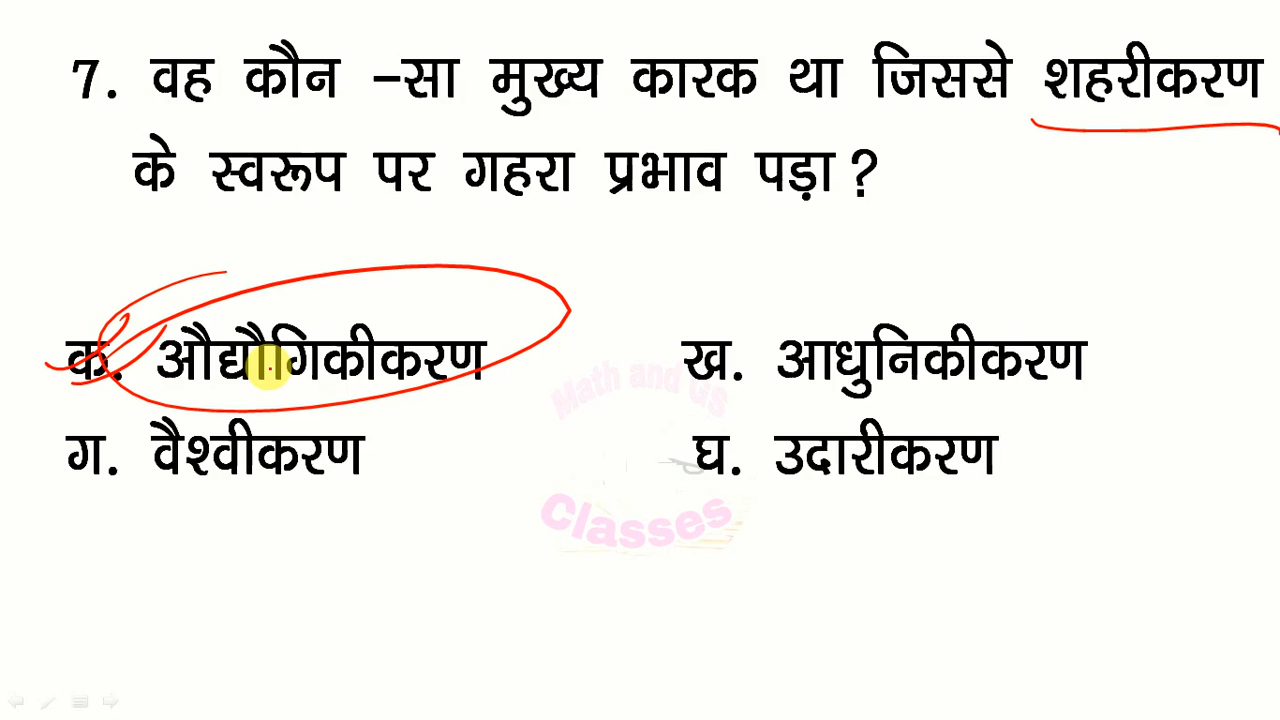 7. वह कौन -सा मुख्य कारक था जिससे शहरीकरण
के स्वरूप पर गहरा प्रभाव पड़ा ?
क. औद्यौगिकीकरण ख. आधुनिकीकरण
ग. वैश्वीकरण घ. उदारीकरण
Math and GS
Classes